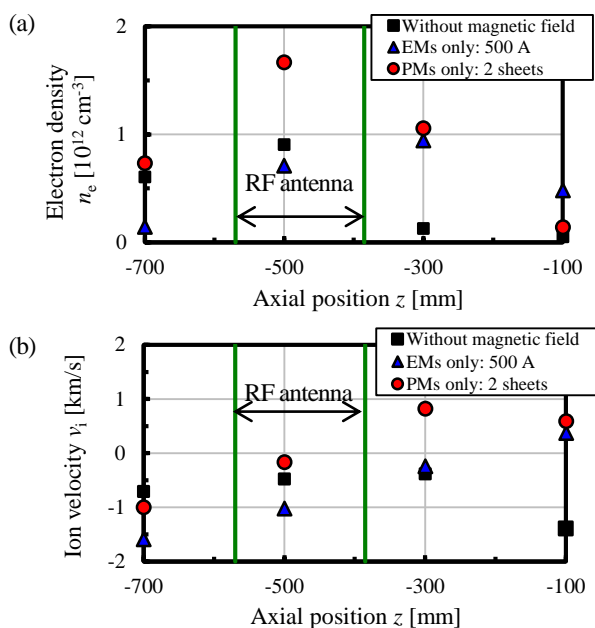 (a)
2
1
0
Electron density
n_e [10^12 cm^-3]
Without magnetic field
EMs only: 500 A
PMs only: 2 sheets
RF antenna
-700 -500 -300 -100
Axial position z [mm]
(b)
2
1
0
-1
-2
Ion velocity v_i [km/s]
Without magnetic field
EMs only: 500 A
PMs only: 2 sheets
RF antenna
-700 -500 -300 -100
Axial position z [mm]